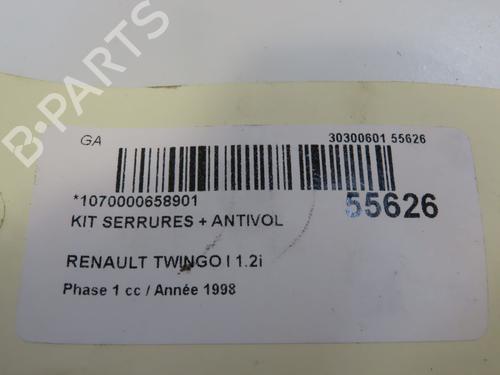 GA
30300601 55626
*1070000658901
55626
KIT SERRURES + ANTIVOL
RENAULT TWINGO I 1.2i
Phase 1 cc / Année 1998
B-PARTS